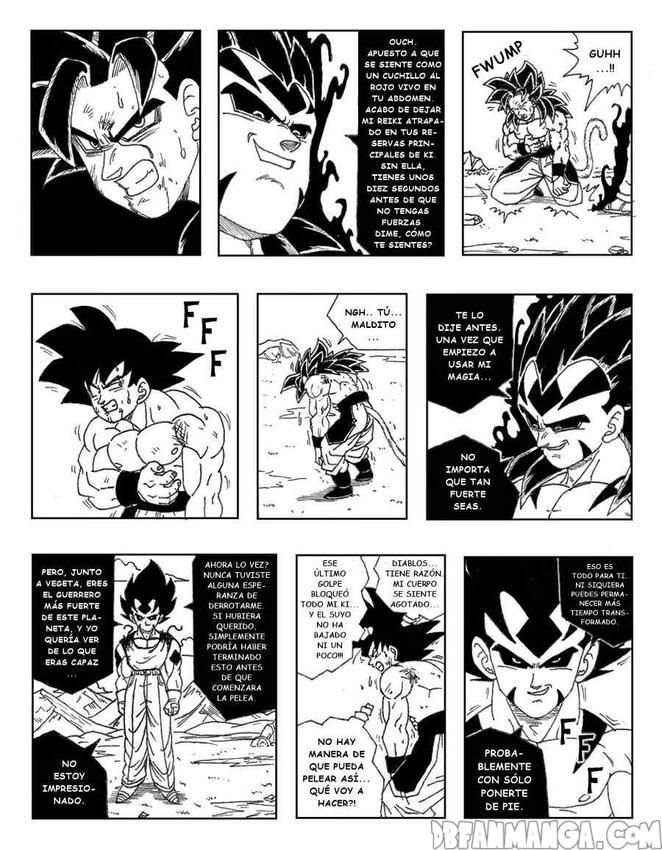 OUCH.
APUESTO A QUE
SE SIENTE COMO
UN CUCHILLO AL
ROJO VIVO EN
TU ABDOMEN.
ACABO DE DEJAR
MI REIKI ATRAPA-
DO EN TUS RE-
SERVAS PRIN-
CIPALES DE KI.
SIN ELLA,
TIENES UNOS
DIEZ SEGUNDOS
ANTES DE QUE
NO TENGAS
FUERZAS.
DIME, CÓMO
TE SIENTES?
FWUMP
GUHH
...!!
FFF
NGH.. TÚ...
MALDITO
...
TE LO
DIJE ANTES.
UNA VEZ QUE
EMPIEZO A
USAR MI
MAGIA...
NO
IMPORTA
QUE TAN
FUERTE
SEAS.
PERO, JUNTO
A VEGETA, ERES
EL GUERRERO
MÁS FUERTE
DE ESTE PLA-
NETA, Y YO
QUERÍA VER
DE LO QUE
ERAS CAPAZ
...
AHORA LO VEZ?
NUNCA TUVISTE
ALGUNA ESPE-
RANZA DE
DERROTARME.
SI HUBIERA
QUERIDO,
SIMPLEMENTE
PODRÍA HABER
TERMINADO
ESTO ANTES
DE QUE
COMENZARA
LA PELEA.
NO
ESTOY
IMPRESIO-
NADO.
ESE
ÚLTIMO
GOLPE
BLOQUEÓ
TODO MI KI...
Y EL SUYO
NO HA
BAJADO
NI UN
POCO!!!
DIABLOS...
TIENE RAZÓN.
MI CUERPO
SE SIENTE
AGOTADO...
NO HAY
MANERA
DE QUE PUEDA
PELEAR ASÍ...
QUÉ VOY A
HACER?!
ESO ES
TODO PARA TI.
NI SIQUIERA
PUEDES PERMA-
NECER MÁS
TIEMPO TRANS-
FORMADO.
FFF
PROBA-
BLEMENTE
CON SÓLO
PONERTE
DE PIE.
DBFANMANGA.COM